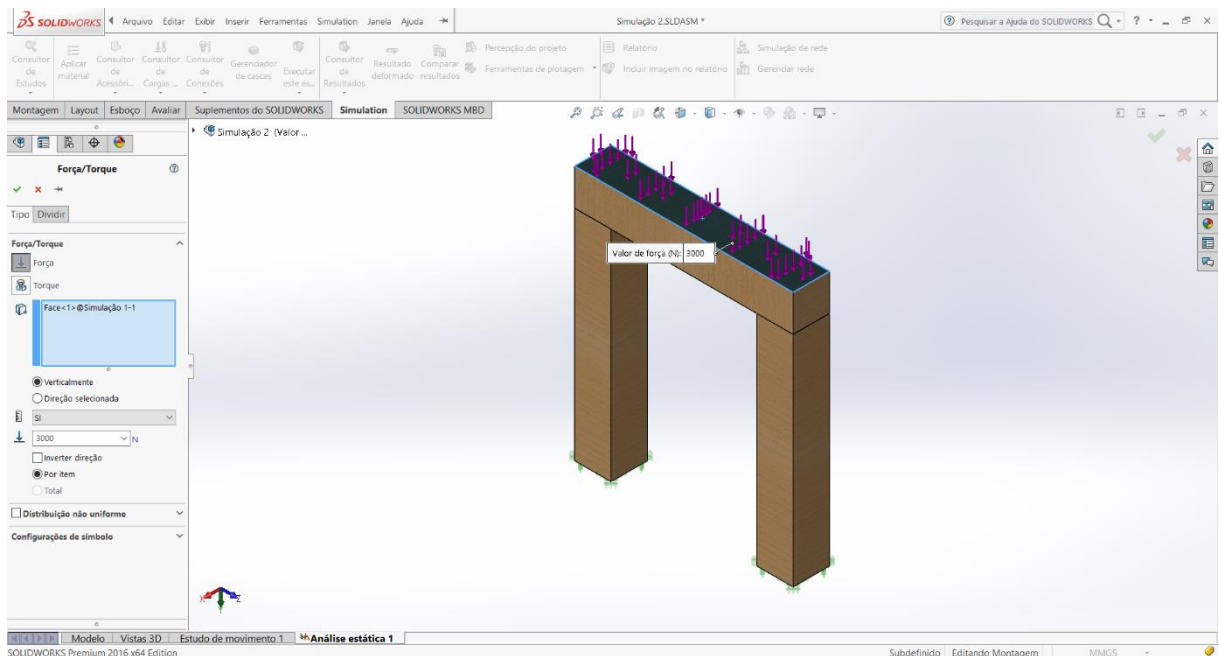 SOLIDWORKS Arquivo Editar Exibir Inserir Ferramentas Simulation Janela Ajuda Simulação 2.SLDASM * Pesquisar a Ajuda do SOLIDWORKS ?
Consultor de Estudos
Aplicar material
Consultor de Acessóri...
Consultor Cargas ...
Consultor de Conexões
Gerenciador de cascas
Executar este es...
Consultor de Resultados
Resultado deformado
Comparar resultados
Percepção do projeto
Ferramentas de plotagem
Relatório
Incluir imagem no relatório
Simulação de rede
Gerenciar rede
Montagem Layout Esboço Avaliar Suplementos do SOLIDWORKS Simulation SOLIDWORKS MBD
Simulação 2 (Valor ...
Força/Torque
Tipo Dividir
Força/Torque
Força
Torque
Face<1>@Simulação 1-1
Verticalmente
Direção selecionada
SI
3000 N
Inverter direção
Por item
Total
Distribuição não uniforme
Configurações de símbolo
Valor de força (N): 3000
X Y Z
Modelo Vistas 3D Estudo de movimento 1 Análise estática 1
SOLIDWORKS Premium 2016 x64 Edition Subdefinido Editando Montagem MMGS -